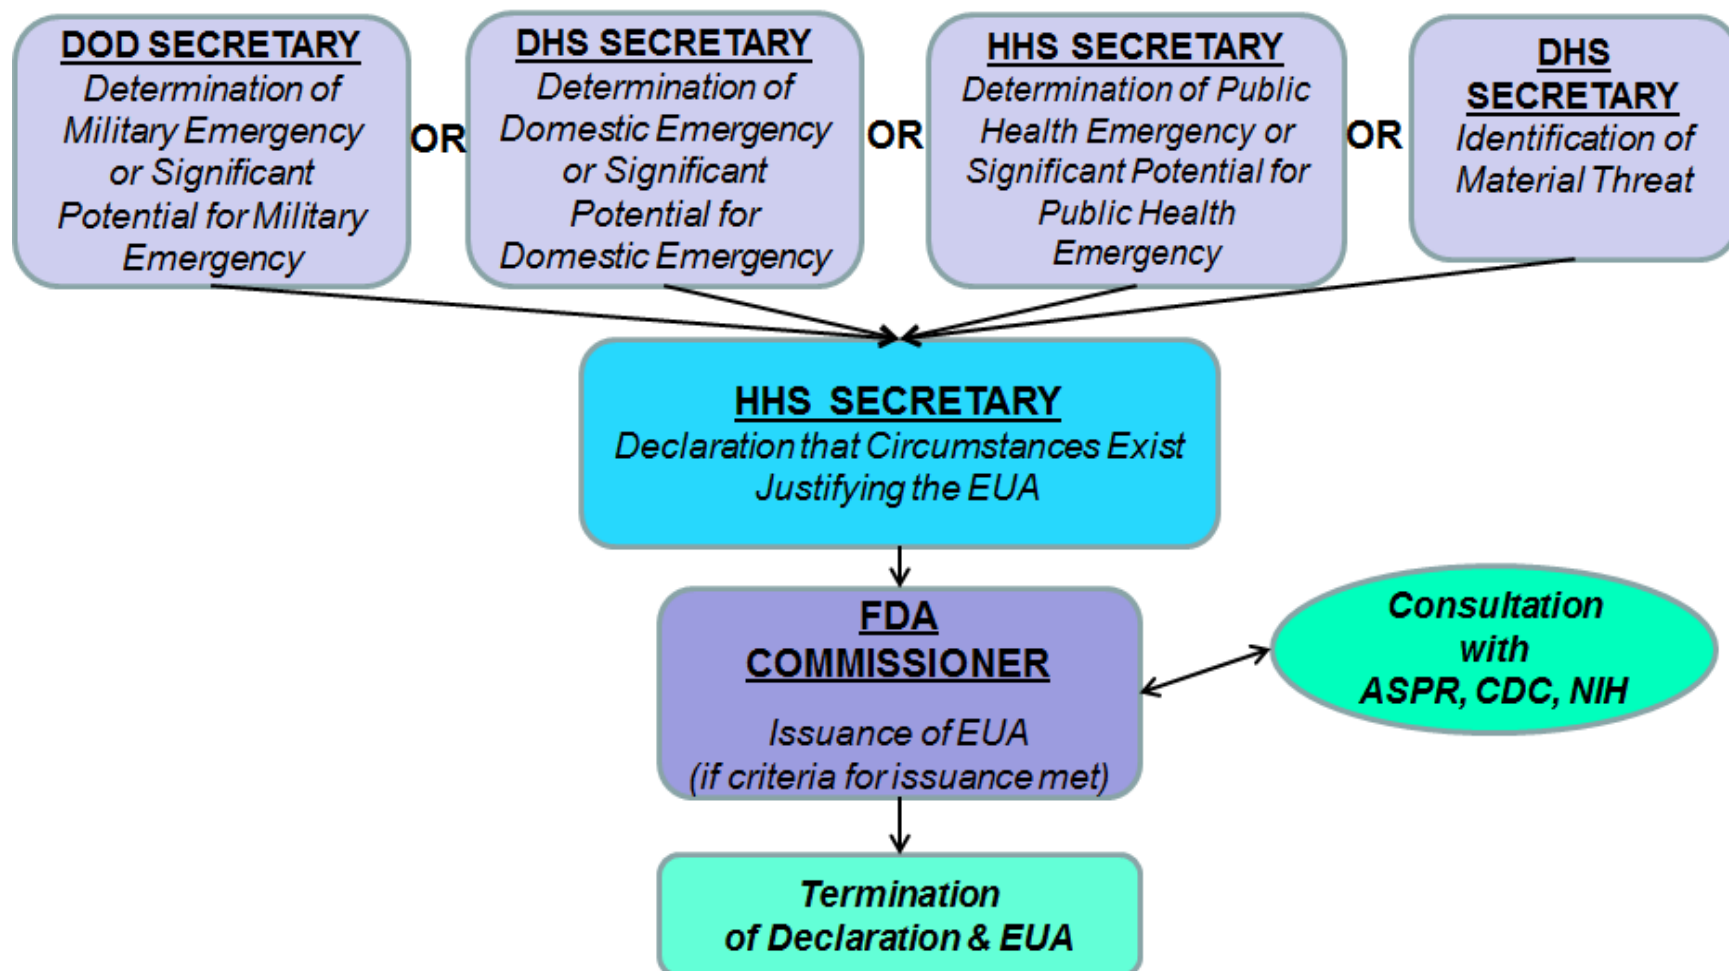 DOD SECRETARY
Determination of
Military Emergency
or Significant
Potential for Military
Emergency
OR
DHS SECRETARY
Determination of
Domestic Emergency
or Significant
Potential for
Domestic Emergency
OR
HHS SECRETARY
Determination of Public
Health Emergency or
Significant Potential for
Public Health
Emergency
OR
DHS
SECRETARY
Identification of
Material Threat
HHS SECRETARY
Declaration that Circumstances Exist
Justifying the EUA
FDA
COMMISSIONER
Issuance of EUA
(if criteria for issuance met)
Consultation
with
ASPR, CDC, NIH
Termination
of Declaration & EUA